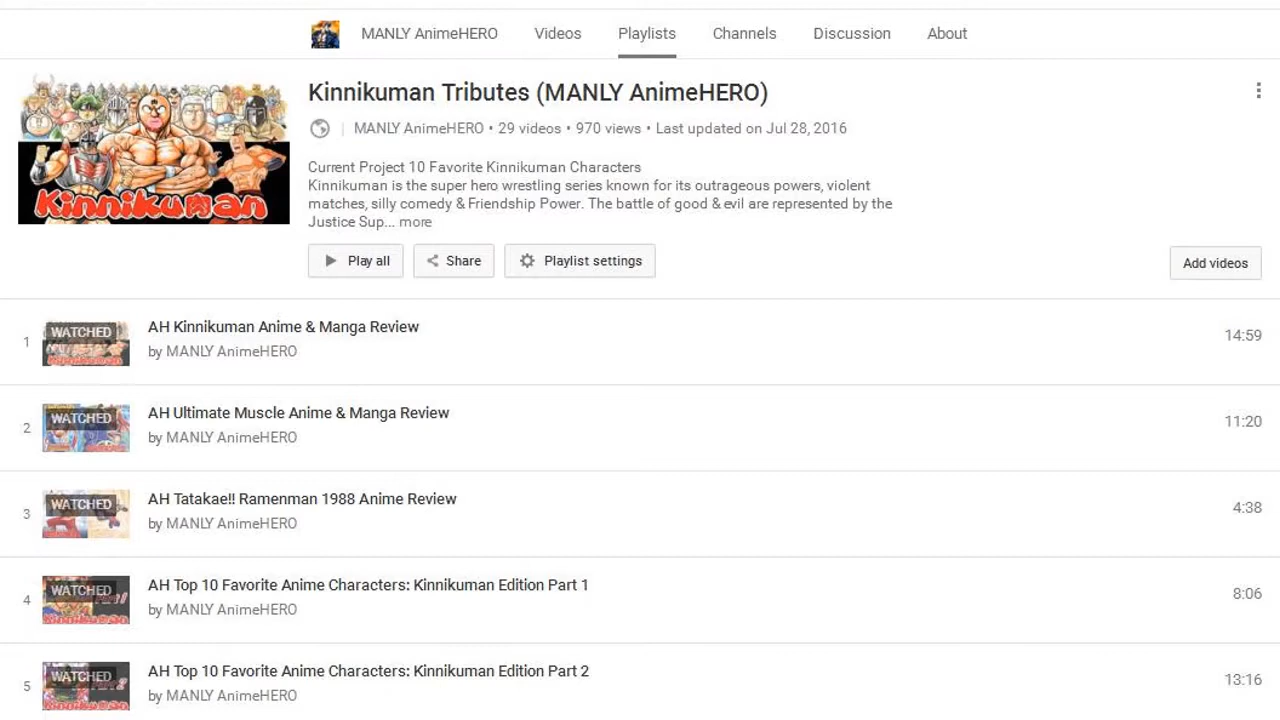 MANLY AnimeHERO Videos Playlists Channels Discussion About
Kinnikuman Tributes (MANLY AnimeHERO)
MANLY AnimeHERO • 29 videos • 970 views • Last updated on Jul 28, 2016
Current Project 10 Favorite Kinnikuman Characters
Kinnikuman is the super hero wrestling series known for its outrageous powers, violent
matches, silly comedy & Friendship Power. The battle of good & evil are represented by the
Justice Sup... more
Kinnikuman
Play all Share Playlist settings Add videos
1 WATCHED AH Kinnikuman Anime & Manga Review 14:59
by MANLY AnimeHERO
2 WATCHED AH Ultimate Muscle Anime & Manga Review 11:20
by MANLY AnimeHERO
3 WATCHED AH Tatakae!! Ramenman 1988 Anime Review 4:38
by MANLY AnimeHERO
4 WATCHED AH Top 10 Favorite Anime Characters: Kinnikuman Edition Part 1 8:06
by MANLY AnimeHERO
Kinnikuman
5 WATCHED AH Top 10 Favorite Anime Characters: Kinnikuman Edition Part 2 13:16
by MANLY AnimeHERO
Kinnikuman